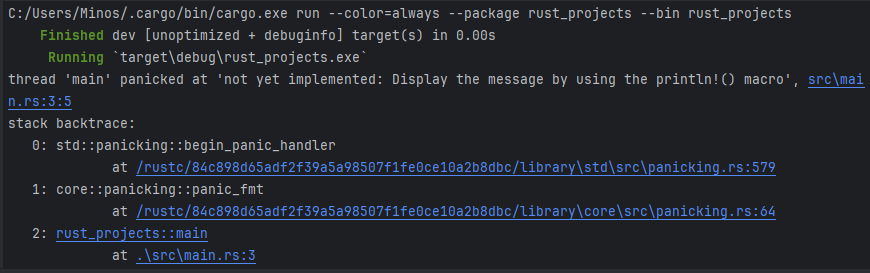 C:/Users/Minos/.cargo/bin/cargo.exe run --color=always --package rust_projects --bin rust_projects
Finished dev [unoptimized + debuginfo] target(s) in 0.00s
Running `target\debug\rust_projects.exe`
thread 'main' panicked at 'not yet implemented: Display the message by using the println!() macro', src\mai
n.rs:3:5
stack backtrace:
0: std::panicking::begin_panic_handler
at /rustc/84c898d65adf2f39a5a98507f1fe0ce10a2b8dbc/library\std\src\panicking.rs:579
1: core::panicking::panic_fmt
at /rustc/84c898d65adf2f39a5a98507f1fe0ce10a2b8dbc/library\core\src\panicking.rs:64
2: rust_projects::main
at .\src\main.rs:3